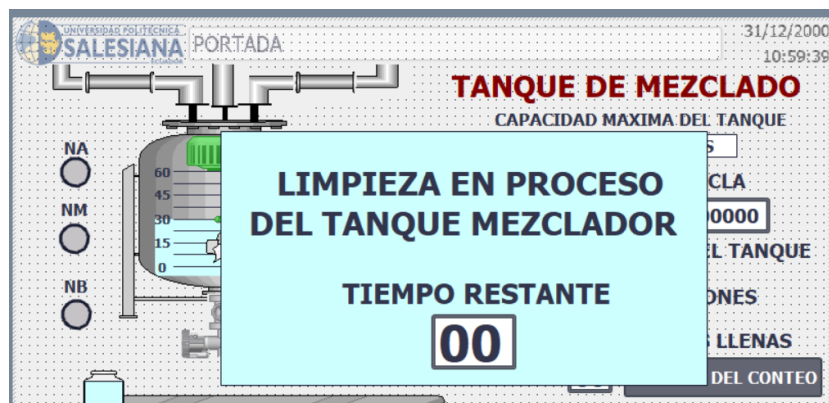 UNIVERSIDAD POLITÉCNICA
SALESIANA
ECUADOR
PORTADA
31/12/2000
10:59:39
TANQUE DE MEZCLADO
CAPACIDAD MAXIMA DEL TANQUE
S
NA
60
45
30
15
0
NM
NB
LIMPIEZA EN PROCESO
DEL TANQUE MEZCLADOR
TIEMPO RESTANTE
00
CLA
0000
EL TANQUE
ONES
LLENAS
DEL CONTEO